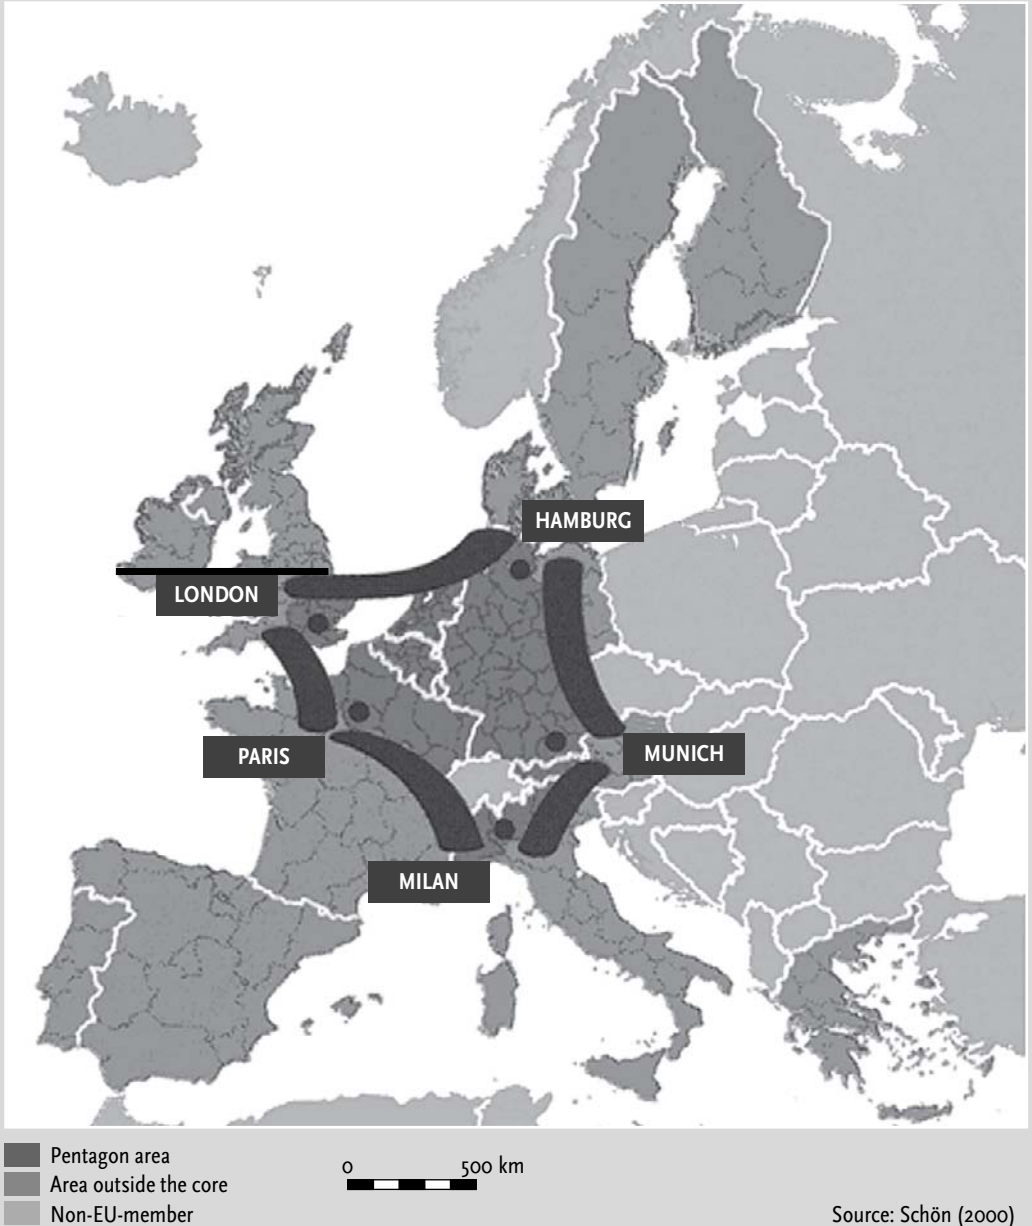 HAMBURG
LONDON
PARIS
MUNICH
MILAN
Pentagon area
Area outside the core
Non-EU-member
0 500 km
Source: Schön (2000)